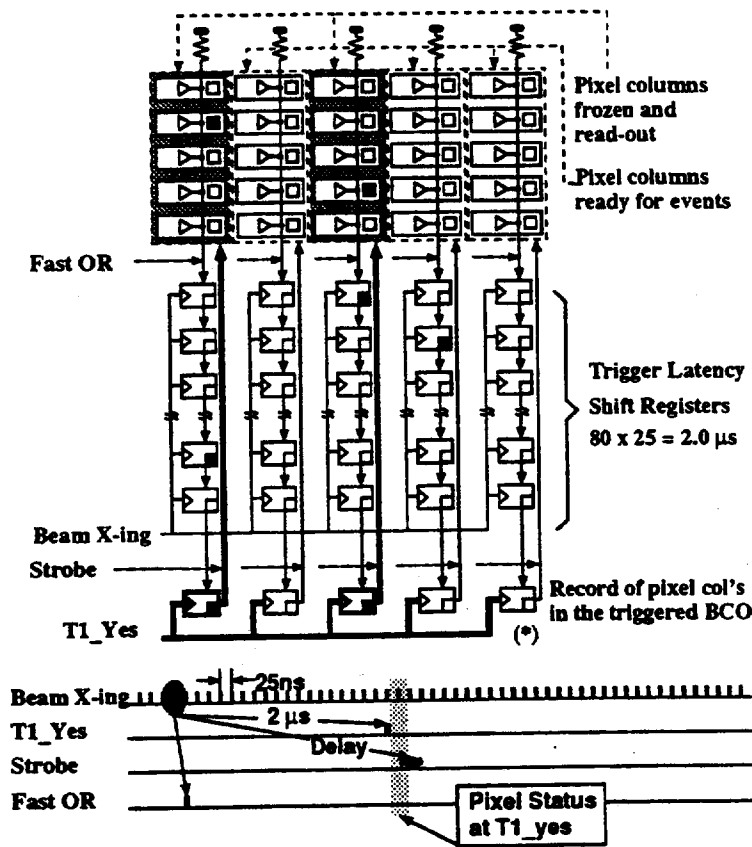 Pixel columns
frozen and
read-out
Pixel columns
ready for events
Fast OR
Trigger Latency
Shift Registers
80 x 25 = 2.0 µs
Beam X-ing
Strobe
Record of pixel col's
in the triggered BCO
T1_Yes
(*)
Beam X-ing
25ns
T1_Yes
2 µs
Delay
Strobe
Fast OR
Pixel Status
at T1_yes